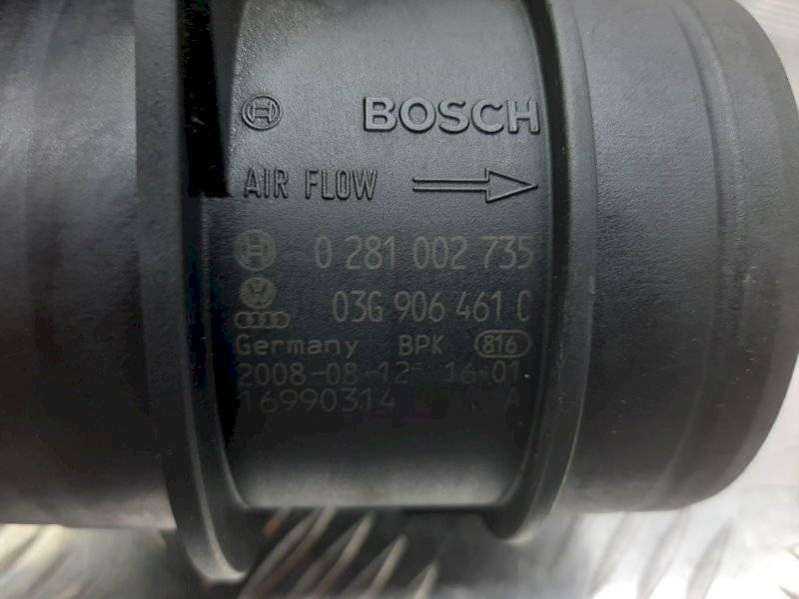 BOSCH
AIR FLOW
0 281 002 735
03G 906 461 C
Germany BPK 816
2008-08-12 16-01
16990314 A